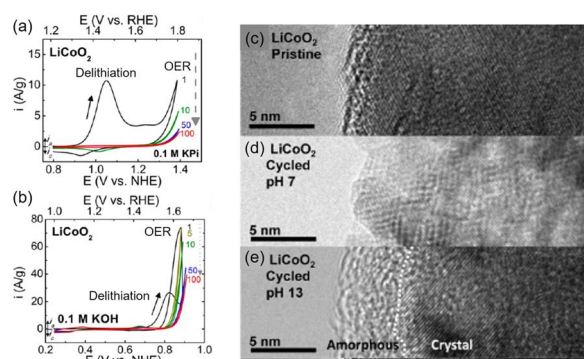 (a)
E (V vs. RHE)
1.2 1.4 1.6 1.8
LiCoO₂
OER
1
Delithiation
10
50
100
0.1 M KPi
i (A/g)
15
10
5
0
0.8 1.0 1.2 1.4
E (V vs. NHE)
(b)
E (V vs. RHE)
1.0 1.2 1.4 1.6
LiCoO₂
OER
1
5
10
50
100
Delithiation
0.1 M KOH
i (A/g)
80
60
40
20
0
0.2 0.4 0.6 0.8 1.0
E (V vs. NHE)
(c) LiCoO₂
Pristine
5 nm
(d) LiCoO₂
Cycled
pH 7
5 nm
(e) LiCoO₂
Cycled
pH 13
5 nm
Amorphous Crystal